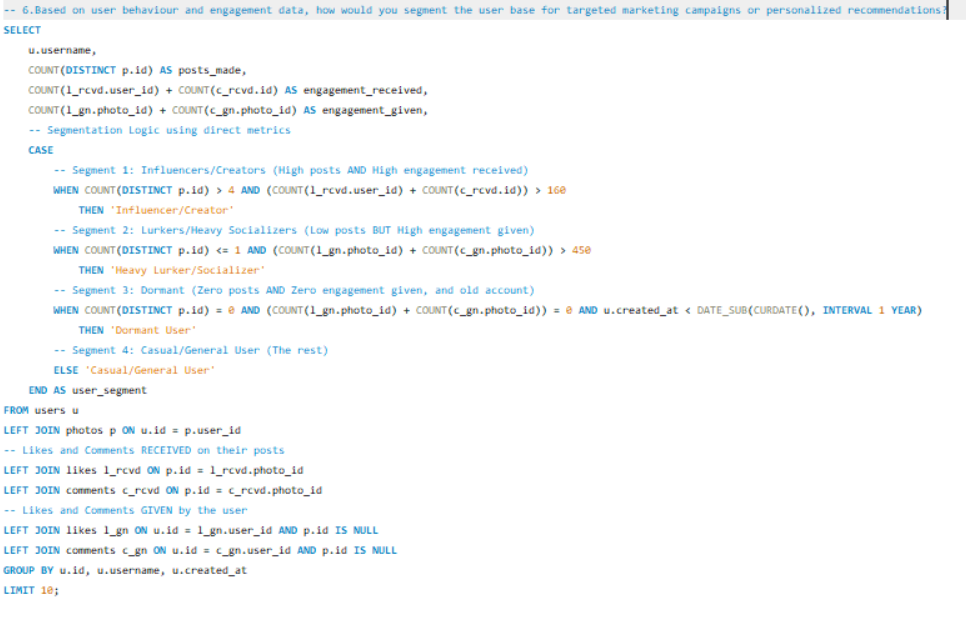 -- 6.Based on user behaviour and engagement data, how would you segment the user base for targeted marketing campaigns or personalized recommendations?
SELECT
    u.username,
    COUNT(DISTINCT p.id) AS posts_made,
    COUNT(l_rcvd.user_id) + COUNT(c_rcvd.id) AS engagement_received,
    COUNT(l_gn.photo_id) + COUNT(c_gn.photo_id) AS engagement_given,
    -- Segmentation Logic using direct metrics
    CASE
        -- Segment 1: Influencers/Creators (High posts AND High engagement received)
        WHEN COUNT(DISTINCT p.id) > 4 AND (COUNT(l_rcvd.user_id) + COUNT(c_rcvd.id)) > 160
            THEN 'Influencer/Creator'
        -- Segment 2: Lurkers/Heavy Socializers (Low posts BUT High engagement given)
        WHEN COUNT(DISTINCT p.id) <= 1 AND (COUNT(l_gn.photo_id) + COUNT(c_gn.photo_id)) > 450
            THEN 'Heavy Lurker/Socializer'
        -- Segment 3: Dormant (Zero posts AND Zero engagement given, and old account)
        WHEN COUNT(DISTINCT p.id) = 0 AND (COUNT(l_gn.photo_id) + COUNT(c_gn.photo_id)) = 0 AND u.created_at < DATE_SUB(CURDATE(), INTERVAL 1 YEAR)
            THEN 'Dormant User'
        -- Segment 4: Casual/General User (The rest)
        ELSE 'Casual/General User'
    END AS user_segment
FROM users u
LEFT JOIN photos p ON u.id = p.user_id
-- Likes and Comments RECEIVED on their posts
LEFT JOIN likes l_rcvd ON p.id = l_rcvd.photo_id
LEFT JOIN comments c_rcvd ON p.id = c_rcvd.photo_id
-- Likes and Comments GIVEN by the user
LEFT JOIN likes l_gn ON u.id = l_gn.user_id AND p.id IS NULL
LEFT JOIN comments c_gn ON u.id = c_gn.user_id AND p.id IS NULL
GROUP BY u.id, u.username, u.created_at
LIMIT 10;